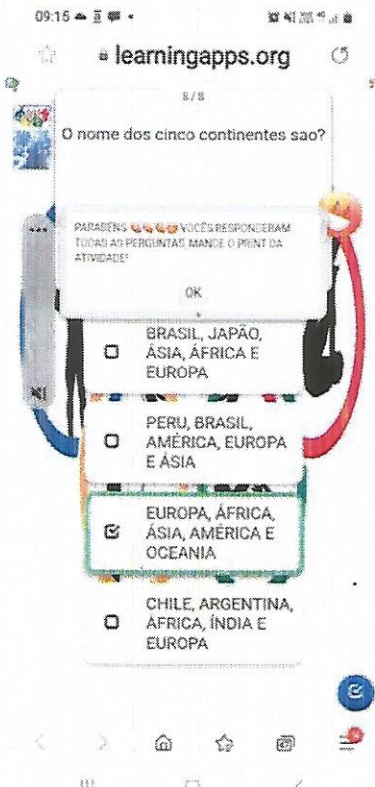 09:15
learningapps.org
8/8
O nome dos cinco continentes sao?
PARABÉNS VOCÊS RESPONDERAM
TODAS AS PERGUNTAS, MANDE O PRINT DA
ATIVIDADE!
OK
BRASIL, JAPÃO,
ÁSIA, ÁFRICA E
EUROPA
PERU, BRASIL,
AMÉRICA, EUROPA
E ÁSIA
EUROPA, ÁFRICA,
ÁSIA, AMÉRICA E
OCEANIA
CHILE, ARGENTINA,
ÁFRICA, ÍNDIA E
EUROPA